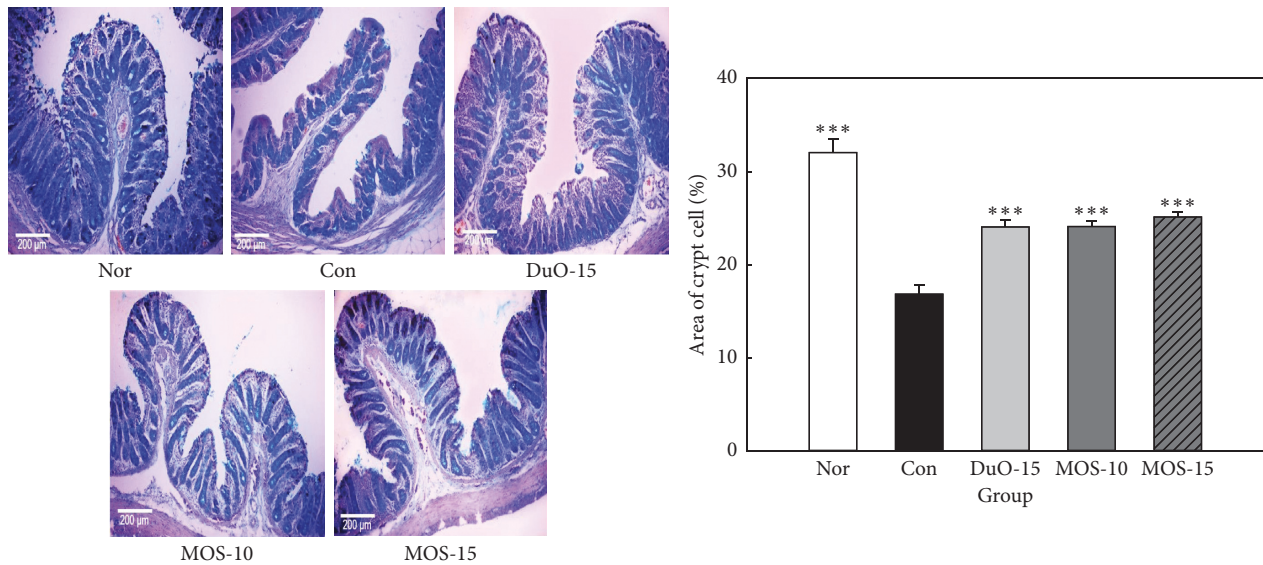 200 µm
200 µm
200 µm
Nor
Con
DuO-15
200 µm
200 µm
MOS-10
MOS-15
Area of crypt cell (%)
40
30
20
10
0
***
***
***
***
Nor
Con
DuO-15
MOS-10
MOS-15
Group